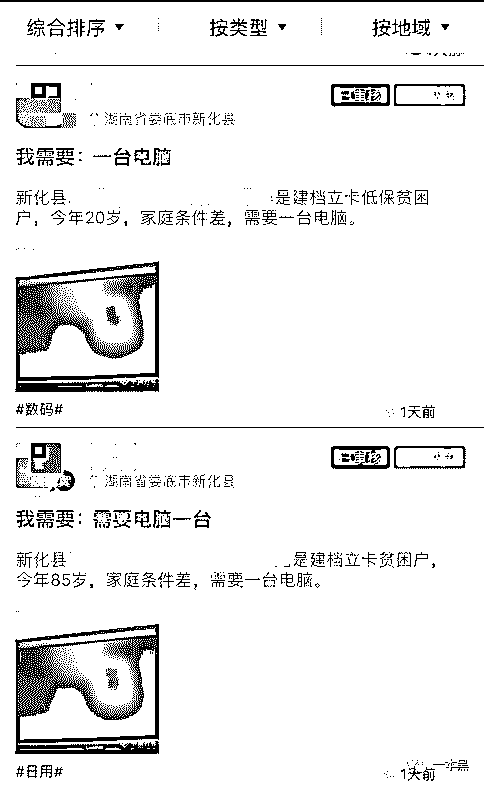 综合排序 按类型 按地域
湖南省娄底市新化县
我需要：一台电脑
新化县 是建档立卡低保贫困
户，今年20岁，家庭条件差，需要一台电脑。
#数码#
1天前
湖南省娄底市新化县
我需要：需要电脑一台
新化县 是建档立卡贫困户，
今年85岁，家庭条件差，需要一台电脑。
#日用#
1天前